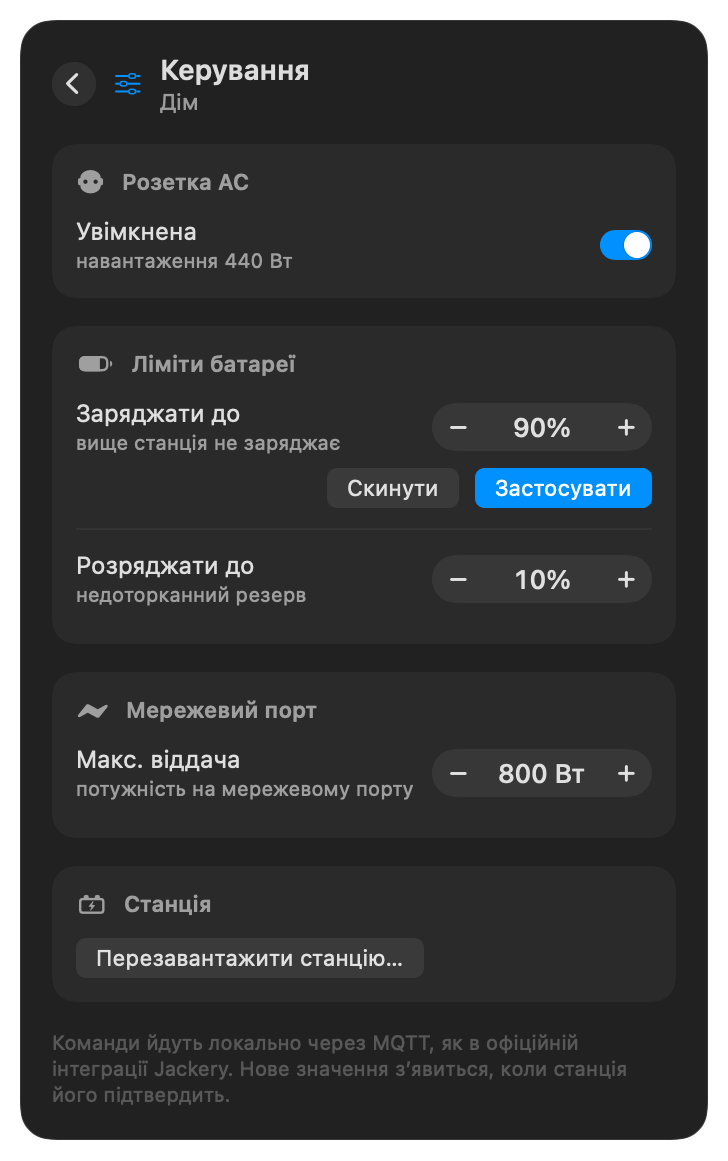 Керування
Дім
Розетка AC
Увімкнена
навантаження 440 Вт
Ліміти батареї
Заряджати до
вище станція не заряджає
− 90% +
Скинути Застосувати
Розряджати до
недоторканний резерв
− 10% +
Мережевий порт
Макс. віддача
потужність на мережевому порту
− 800 Вт +
Станція
Перезавантажити станцію...
Команди йдуть локально через MQTT, як в офіційній
інтеграції Jackery. Нове значення з’явиться, коли станція
його підтвердить.